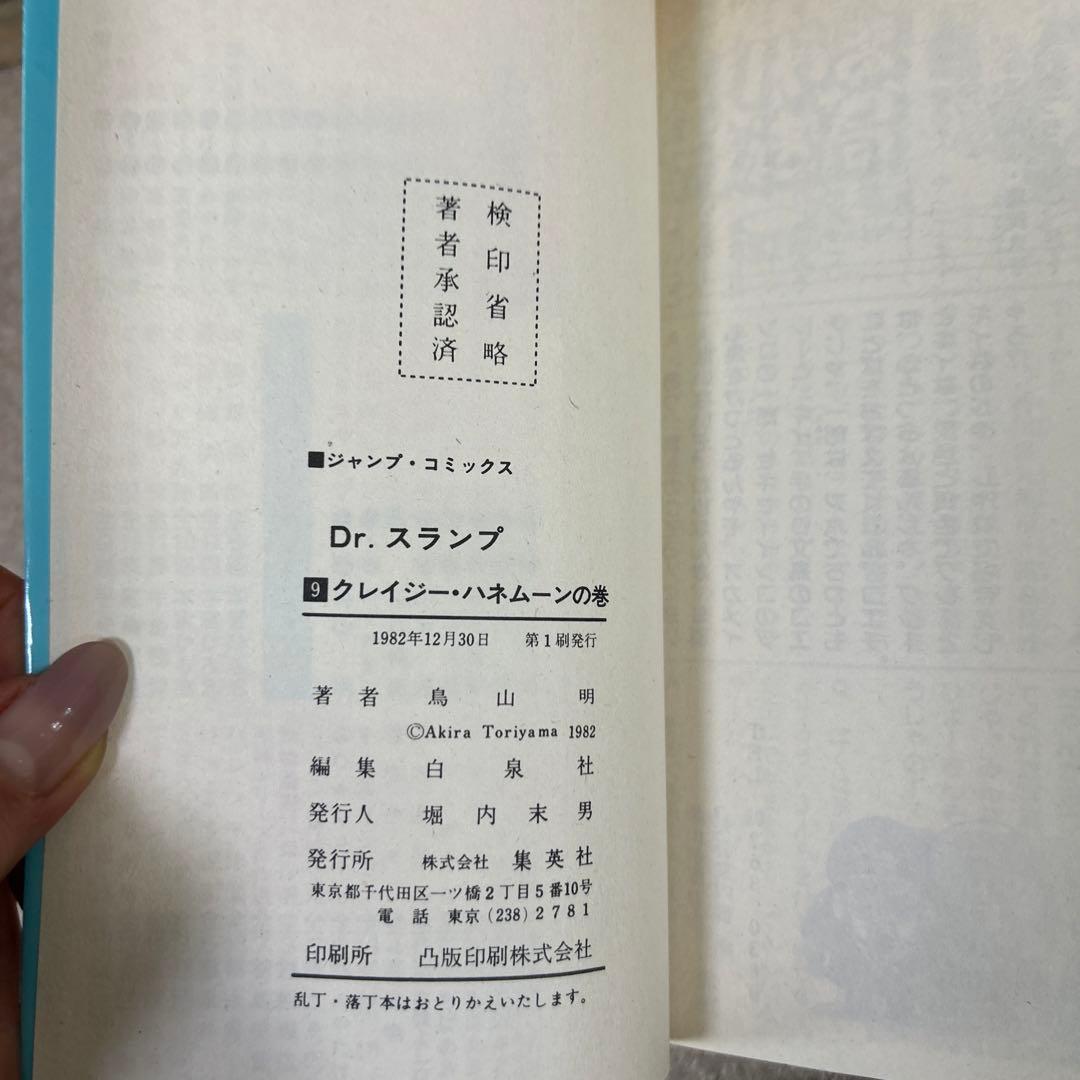 検印省略
著者承認済
■ジャンプ・コミックス
Dr. スランプ
9 クレイジー・ハネムーンの巻
1982年12月30日 第1刷発行
著者 鳥山明
©Akira Toriyama 1982
編集 白泉社
発行人 堀内末男
発行所 株式会社 集英社
東京都千代田区一ツ橋2丁目5番10号
電話 東京(238)2781
印刷所 凸版印刷株式会社
乱丁・落丁本はおとりかえいたします。